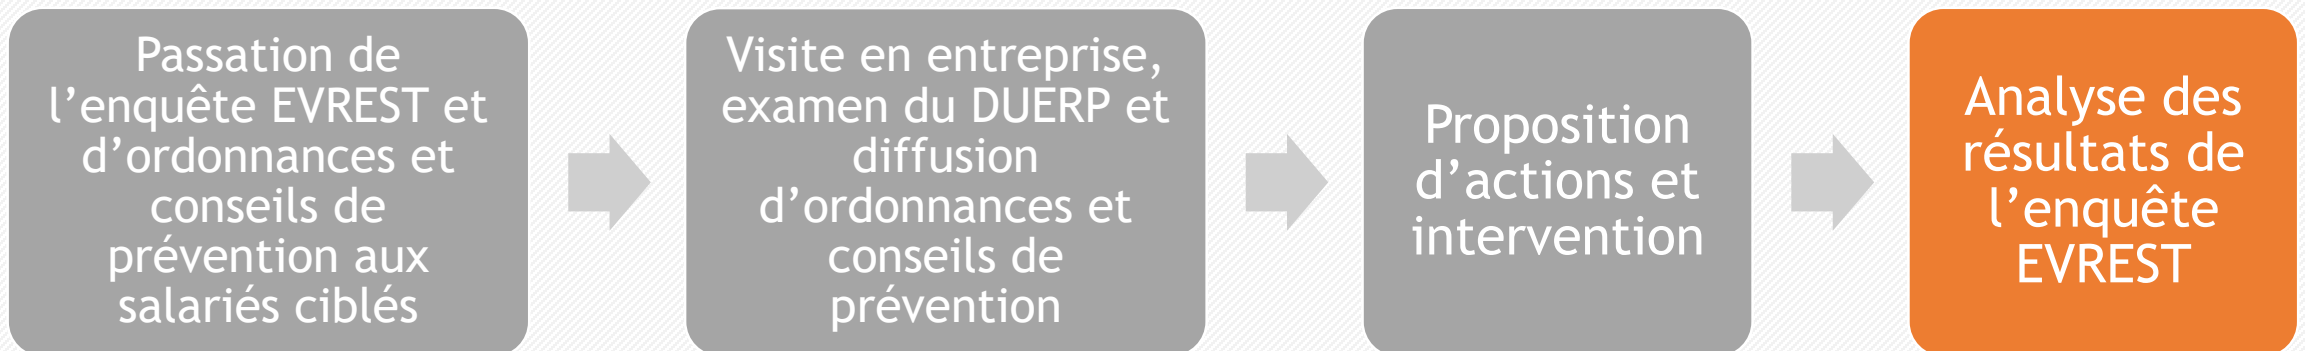 Passation de
l’enquête EVREST et
d’ordonnances et
conseils de
prévention aux
salariés ciblés
Visite en entreprise,
examen du DUERP et
diffusion
d’ordonnances et
conseils de
prévention
Proposition
d’actions et
intervention
Analyse des
résultats de
l’enquête
EVREST